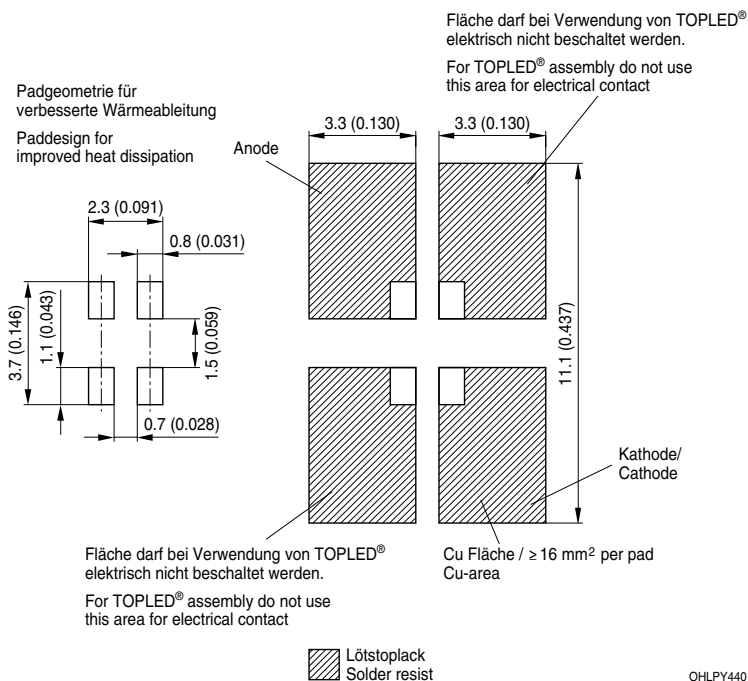 Fläche darf bei Verwendung von TOPLED®
elektrisch nicht beschaltet werden.
For TOPLED® assembly do not use
this area for electrical contact
Padgeometrie für
verbesserte Wärmeableitung
Paddesign for
improved heat dissipation
3.3 (0.130)
3.3 (0.130)
Anode
2.3 (0.091)
0.8 (0.031)
3.7 (0.146)
1.1 (0.043)
1.5 (0.059)
11.1 (0.437)
0.7 (0.028)
Kathode/
Cathode
Fläche darf bei Verwendung von TOPLED®
elektrisch nicht beschaltet werden.
For TOPLED® assembly do not use
this area for electrical contact
Cu Fläche / ≥ 16 mm² per pad
Cu-area
Lötstoplack
Solder resist
OHLPY440